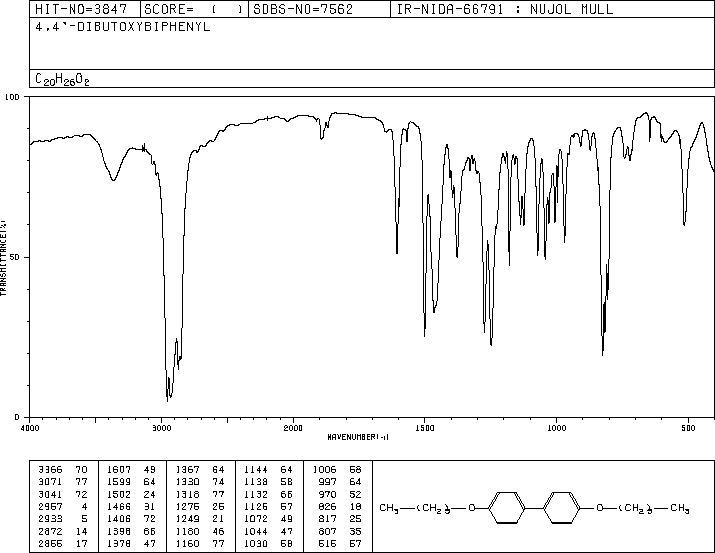 HIT-NO=3847 SCORE= ( ) SDBS-NO=7562 IR-NIDA-66791 : NUJOL MULL
4,4'-DIBUTOXYBIPHENYL
C20H26O2
100
50
0
TRANSMITTANCE(%)
4000 3000 2000 1500 1000 500
WAVENUMBER(-1)
3366 70 1607 49 1367 64 1144 64 1006 58
3071 77 1599 64 1330 74 1138 58 997 64
3041 72 1502 24 1318 77 1132 66 970 52
2957 4 1466 31 1275 25 1126 57 826 18
2933 5 1406 72 1249 21 1072 49 817 25
2872 14 1398 66 1180 46 1044 47 807 35
2866 17 1378 47 1160 77 1030 58 515 57
CH3 (CH2)3 O O (CH2)3 CH3